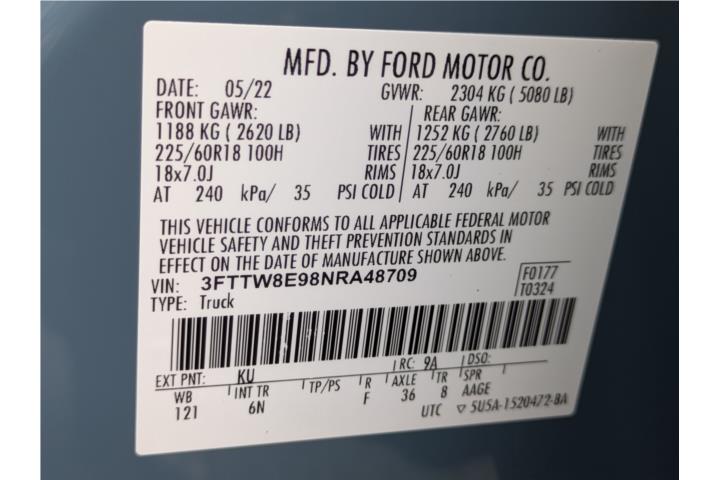 MFD. BY FORD MOTOR CO.
DATE: 05/22 GVWR: 2304 KG ( 5080 LB)
FRONT GAWR: REAR GAWR:
1188 KG ( 2620 LB) WITH 1252 KG ( 2760 LB) WITH
225/60R18 100H TIRES 225/60R18 100H TIRES
18x7.0J RIMS 18x7.0J RIMS
AT 240 kPa/ 35 PSI COLD AT 240 kPa/ 35 PSI COLD
THIS VEHICLE CONFORMS TO ALL APPLICABLE FEDERAL MOTOR
VEHICLE SAFETY AND THEFT PREVENTION STANDARDS IN
EFFECT ON THE DATE OF MANUFACTURE SHOWN ABOVE.
VIN: 3FTTW8E98NRA48709 F0177
TYPE: Truck T0324
EXT PNT: KU RC: 9A DSO:
WB INT TR TP/PS R AXLE TR SPR
121 6N F 36 8 AAGE
UTC ▽ 5U5A-1520472-BA